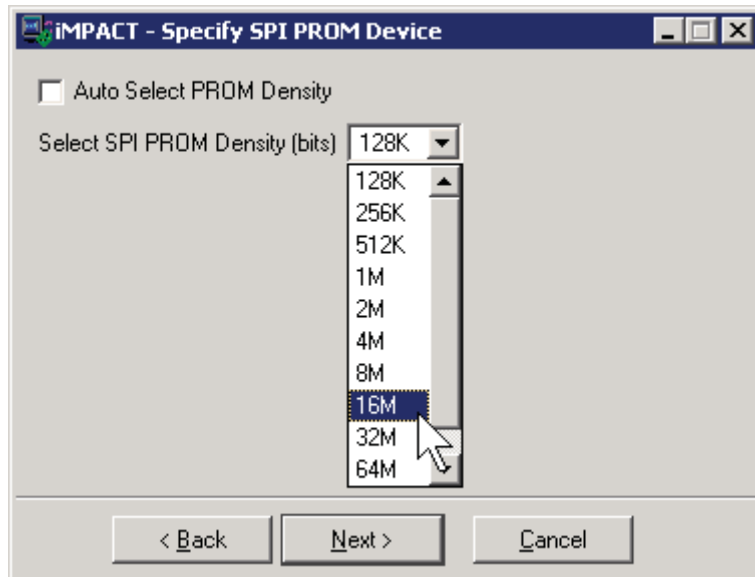 iMPACT - Specify SPI PROM Device
Auto Select PROM Density
Select SPI PROM Density (bits) 128K
128K
256K
512K
1M
2M
4M
8M
16M
32M
64M
< Back Next > Cancel